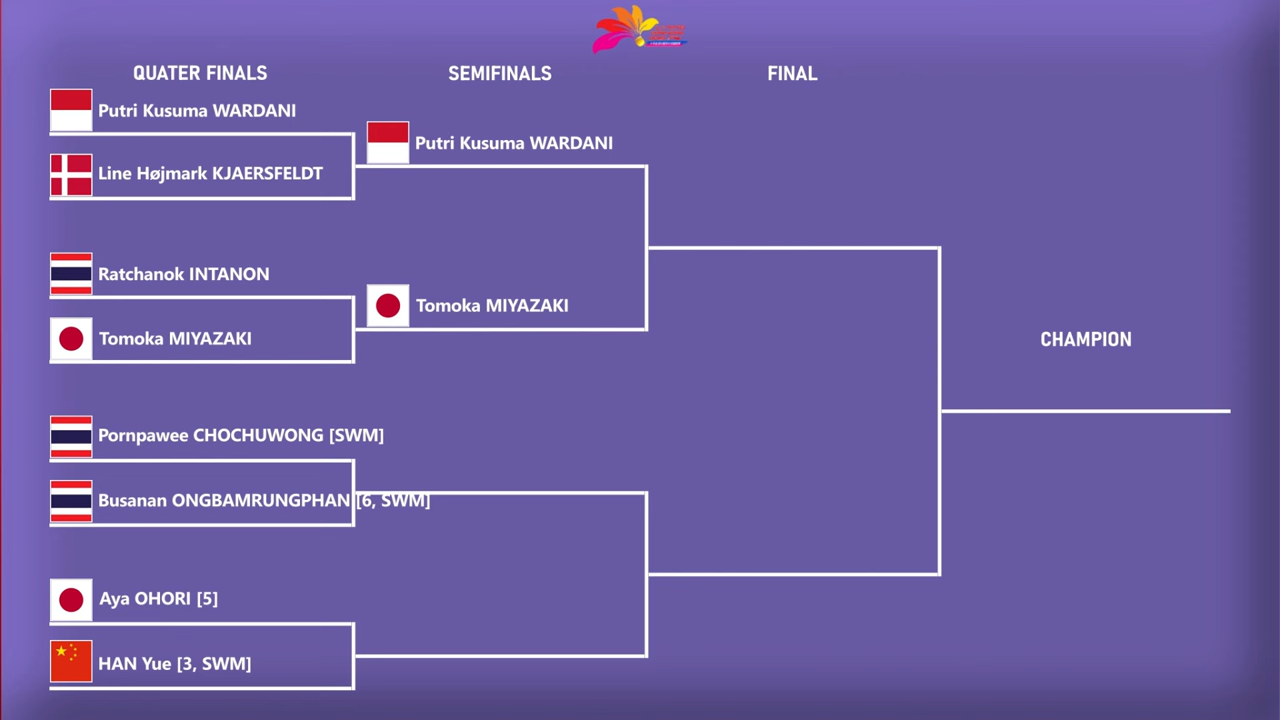 QUATER FINALS
SEMIFINALS
FINAL
Putri Kusuma WARDANI
Putri Kusuma WARDANI
Line Højmark KJAERSFELDT
Ratchanok INTANON
Tomoka MIYAZAKI
Tomoka MIYAZAKI
CHAMPION
Pornpawee CHOCHUWONG [SWM]
Busanan ONGBAMRUNGPHAN [6, SWM]
Aya OHORI [5]
HAN Yue [3, SWM]